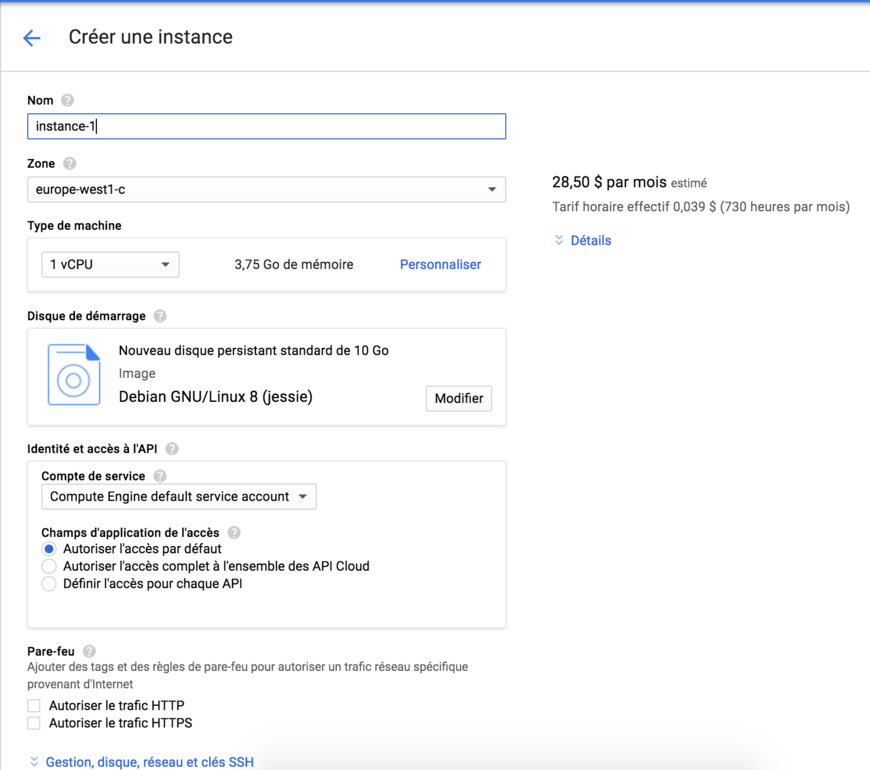 Créer une instance
Nom
instance-1
Zone
europe-west1-c
28,50 $ par mois estimé
Tarif horaire effectif 0,039 $ (730 heures par mois)
Détails
Type de machine
1 vCPU
3,75 Go de mémoire
Personnaliser
Disque de démarrage
Nouveau disque persistant standard de 10 Go
Image
Debian GNU/Linux 8 (jessie)
Modifier
Identité et accès à l'API
Compte de service
Compute Engine default service account
Champs d'application de l'accès
Autoriser l'accès par défaut
Autoriser l'accès complet à l'ensemble des API Cloud
Définir l'accès pour chaque API
Pare-feu
Ajouter des tags et des règles de pare-feu pour autoriser un trafic réseau spécifique
provenant d'Internet
Autoriser le trafic HTTP
Autoriser le trafic HTTPS
Gestion, disque, réseau et clés SSH